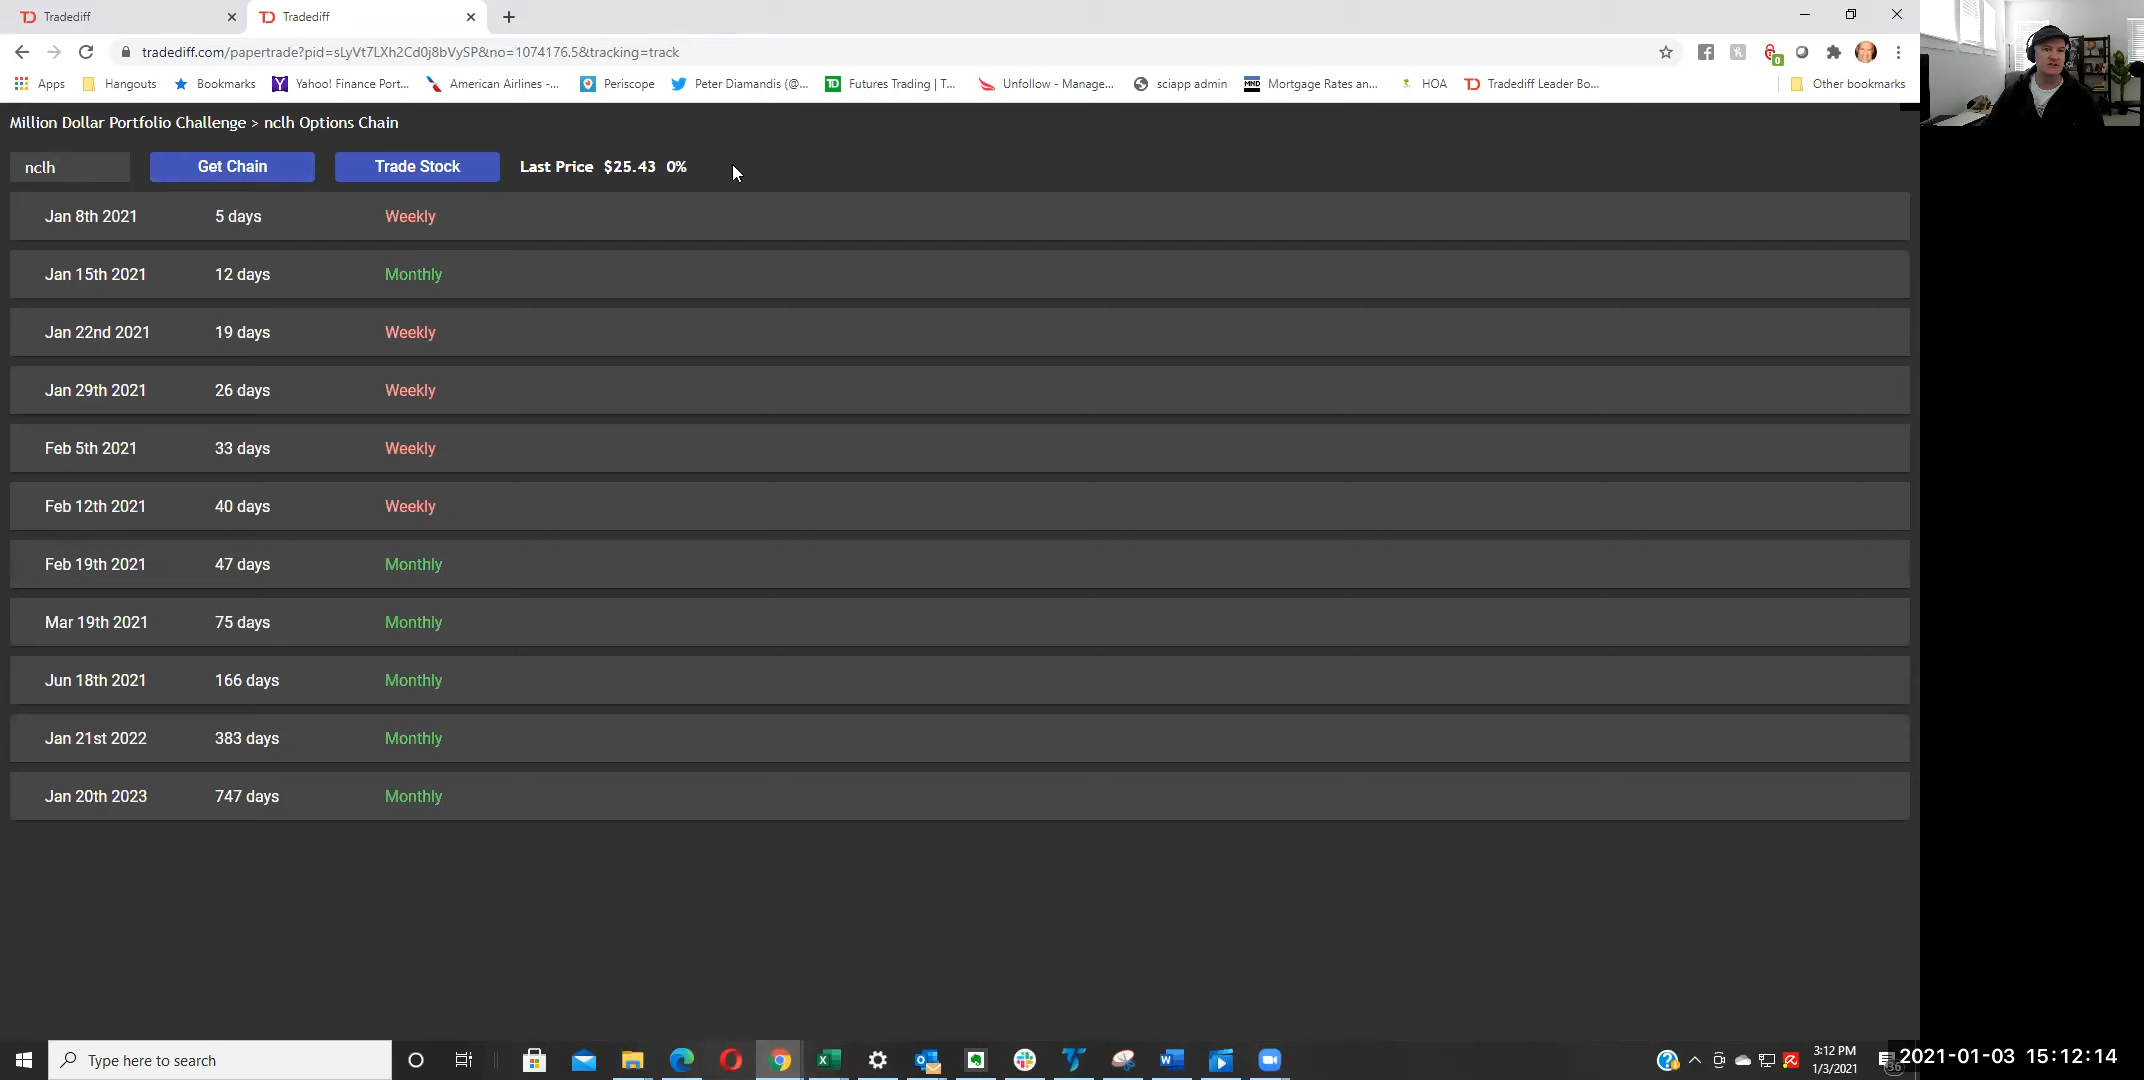 Tradediff
Tradediff
tradediff.com/papertrade?pid=sLyVt7LXh2Cd0j8bVySP&no=1074176.5&tracking=track
Apps Hangouts Bookmarks Yahoo! Finance Port... American Airlines -... Periscope Peter Diamandis (@... Futures Trading | T... Unfollow - Manage... sciapp admin Mortgage Rates an... HOA Tradediff Leader Bo... Other bookmarks
Million Dollar Portfolio Challenge > nclh Options Chain
nclh Get Chain Trade Stock Last Price $25.43 0%
Jan 8th 2021 5 days Weekly
Jan 15th 2021 12 days Monthly
Jan 22nd 2021 19 days Weekly
Jan 29th 2021 26 days Weekly
Feb 5th 2021 33 days Weekly
Feb 12th 2021 40 days Weekly
Feb 19th 2021 47 days Monthly
Mar 19th 2021 75 days Monthly
Jun 18th 2021 166 days Monthly
Jan 21st 2022 383 days Monthly
Jan 20th 2023 747 days Monthly
Type here to search
3:12 PM
1/3/2021
2021-01-03 15:12:14